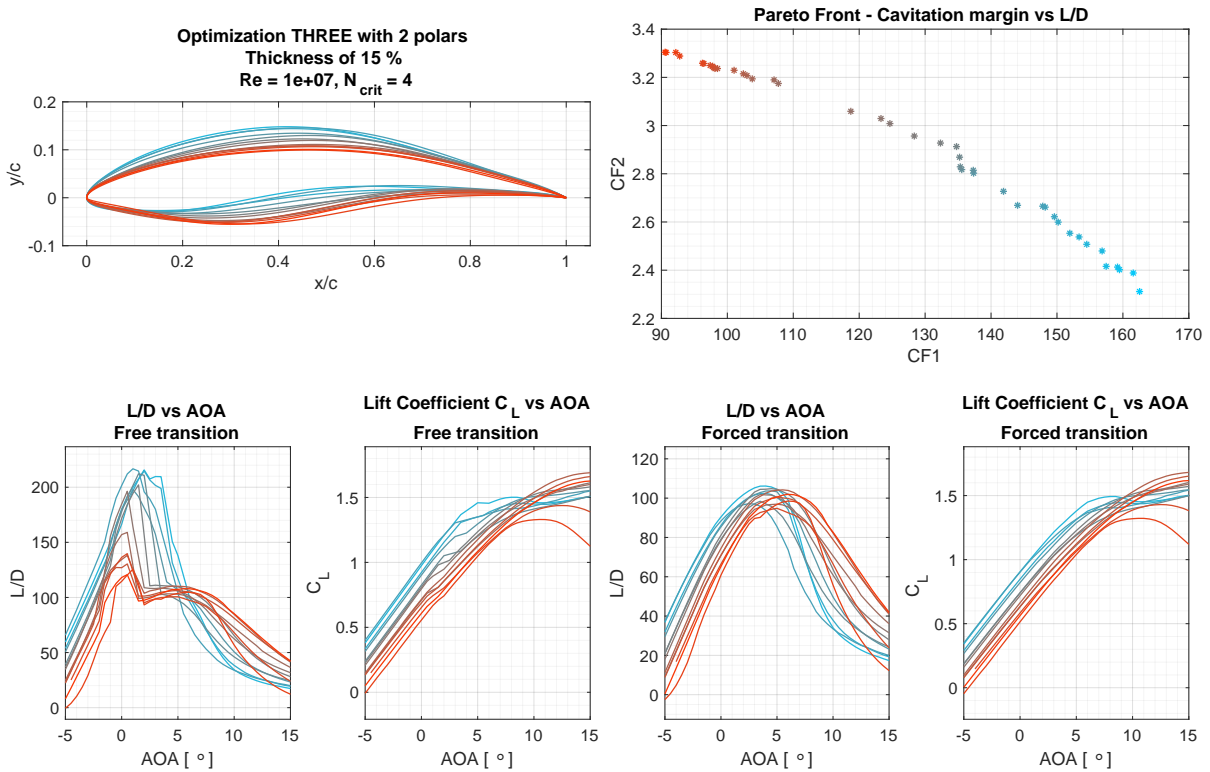 Optimization THREE with 2 polars
Thickness of 15 %
Re = 1e+07, N_crit = 4
0.2
0.1
0
-0.1
y/c
0
0.2
0.4
0.6
0.8
1
x/c
Pareto Front - Cavitation margin vs L/D
3.4
3.2
3
2.8
2.6
2.4
2.2
CF2
90
100
110
120
130
140
150
160
170
CF1
L/D vs AOA
Free transition
200
150
100
50
0
L/D
-5
0
5
10
15
AOA [ º]
Lift Coefficient C_L vs AOA
Free transition
1.5
1
0.5
0
C_L
-5
0
5
10
15
AOA [ º]
L/D vs AOA
Forced transition
120
100
80
60
40
20
0
L/D
-5
0
5
10
15
AOA [ º]
Lift Coefficient C_L vs AOA
Forced transition
1.5
1
0.5
0
C_L
-5
0
5
10
15
AOA [ º]